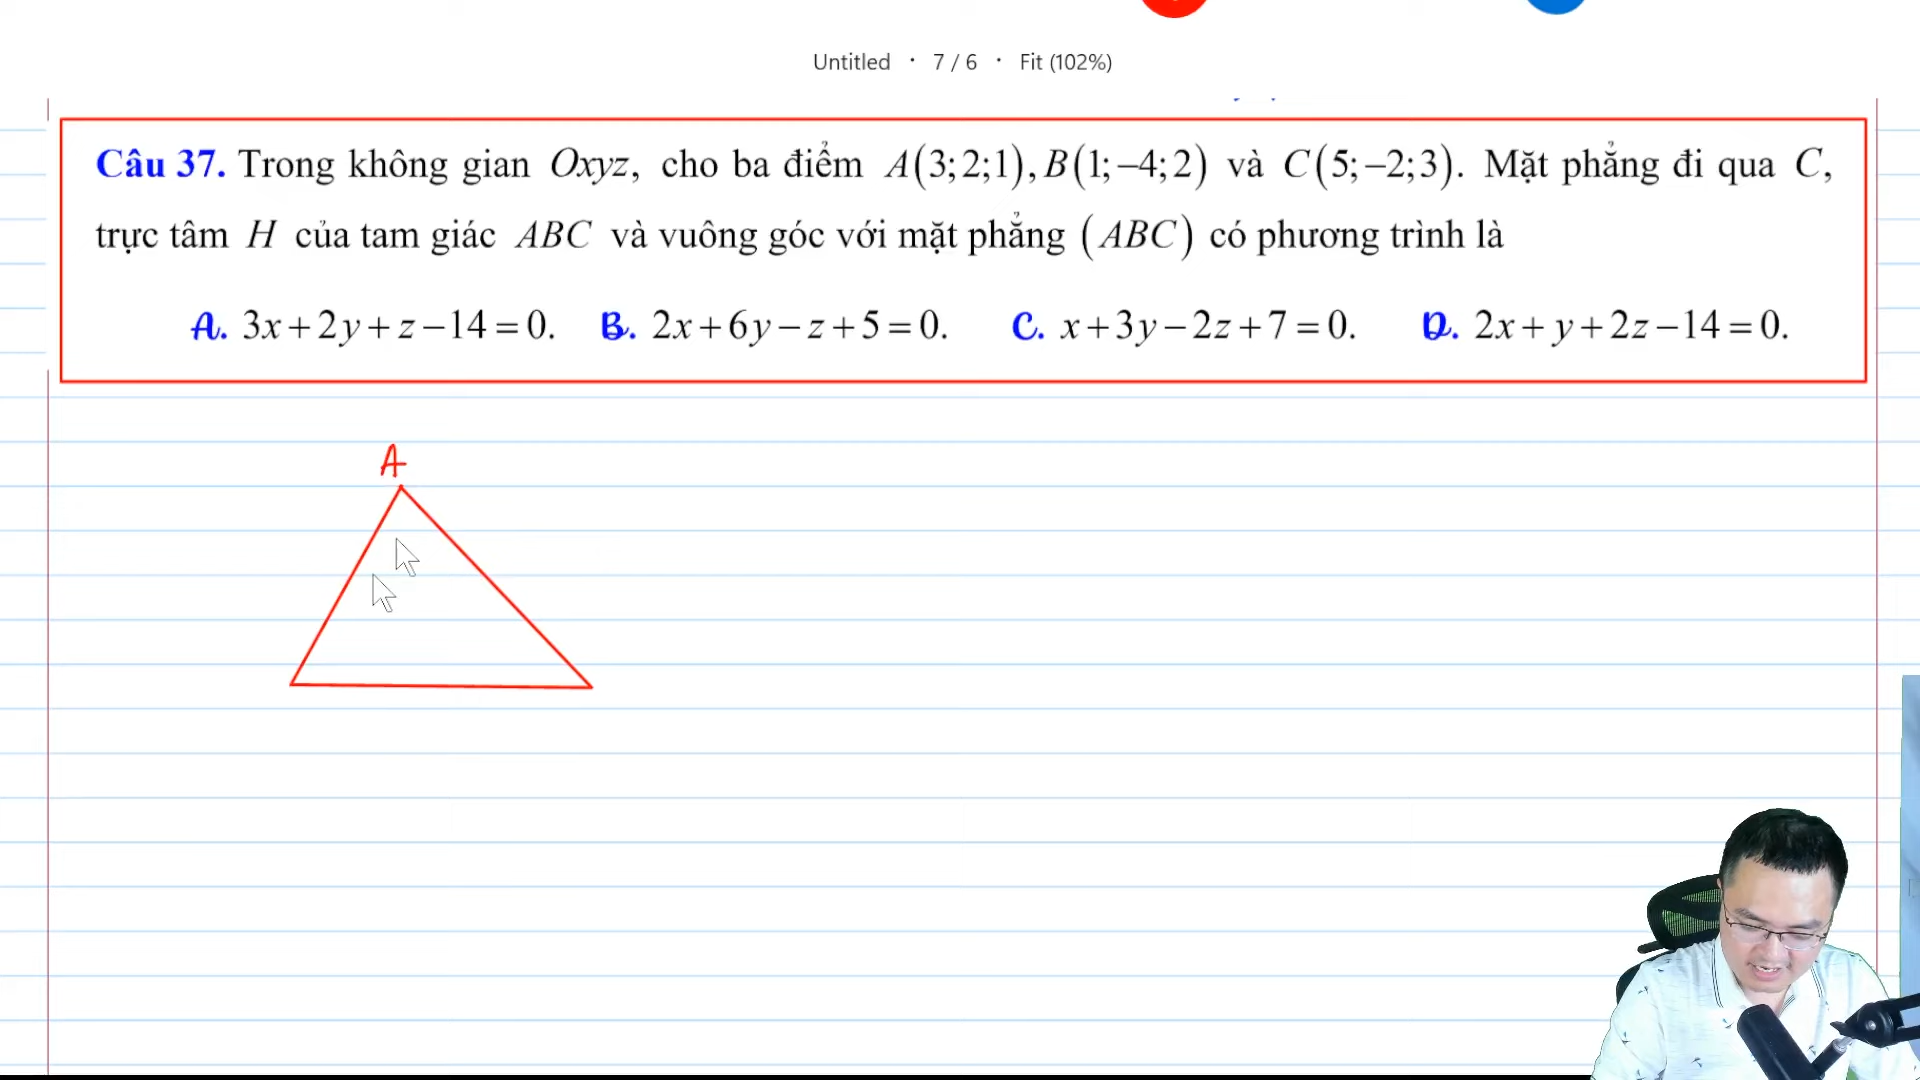 Untitled · 7 / 6 · Fit (102%)
Câu 37. Trong không gian Oxyz, cho ba điểm A(3;2;1), B(1;−4;2) và C(5;−2;3). Mặt phẳng đi qua C,
trực tâm H của tam giác ABC và vuông góc với mặt phẳng (ABC) có phương trình là
A. 3x+2y+z−14=0. B. 2x+6y−z+5=0. C. x+3y−2z+7=0. D. 2x+y+2z−14=0.
A